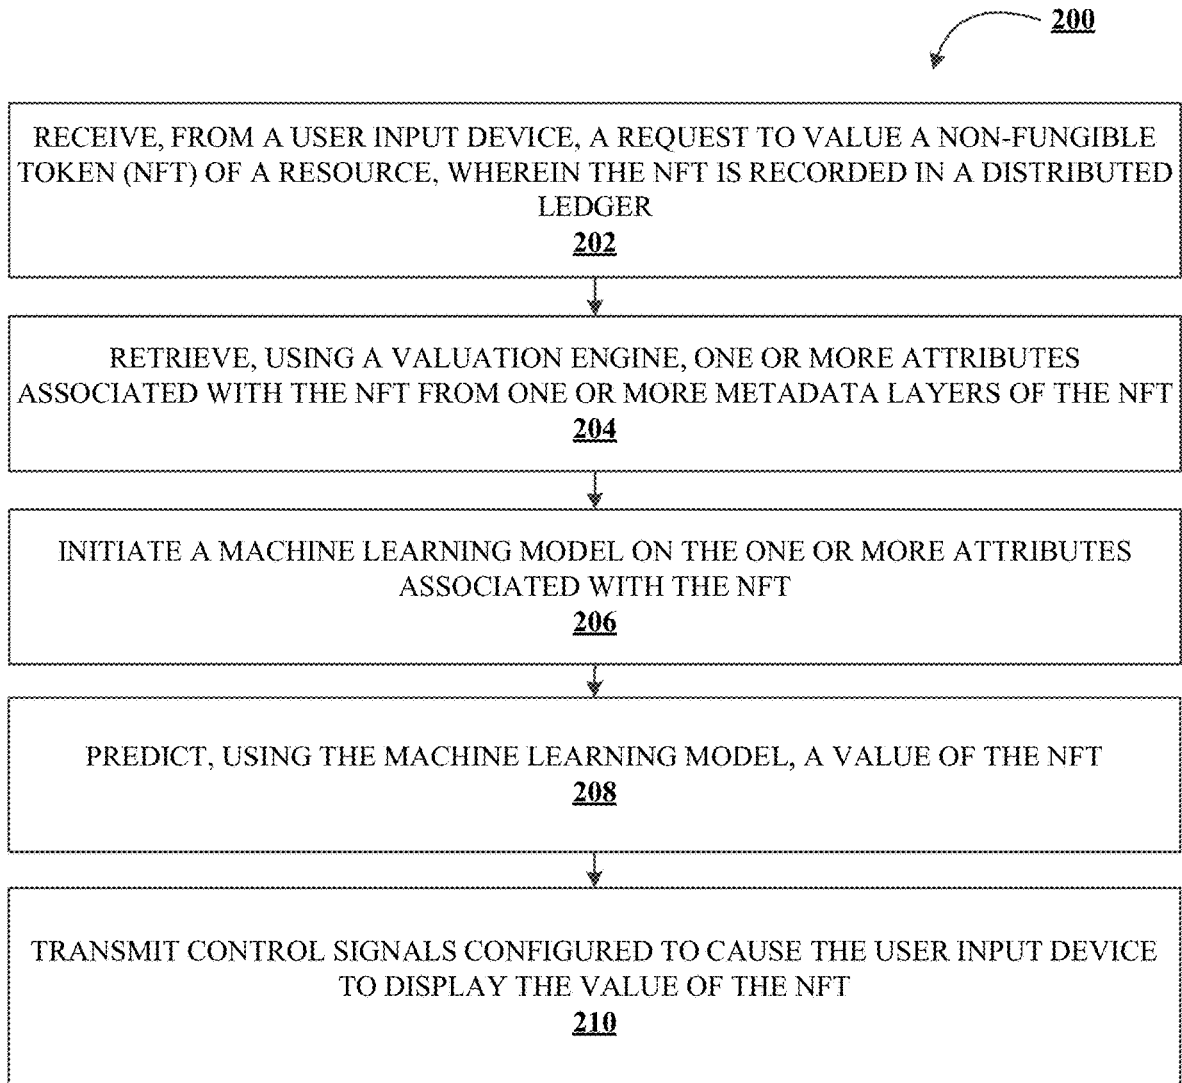 200
RECEIVE, FROM A USER INPUT DEVICE, A REQUEST TO VALUE A NON-FUNGIBLE
TOKEN (NFT) OF A RESOURCE, WHEREIN THE NFT IS RECORDED IN A DISTRIBUTED
LEDGER
202
RETRIEVE, USING A VALUATION ENGINE, ONE OR MORE ATTRIBUTES
ASSOCIATED WITH THE NFT FROM ONE OR MORE METADATA LAYERS OF THE NFT
204
INITIATE A MACHINE LEARNING MODEL ON THE ONE OR MORE ATTRIBUTES
ASSOCIATED WITH THE NFT
206
PREDICT, USING THE MACHINE LEARNING MODEL, A VALUE OF THE NFT
208
TRANSMIT CONTROL SIGNALS CONFIGURED TO CAUSE THE USER INPUT DEVICE
TO DISPLAY THE VALUE OF THE NFT
210